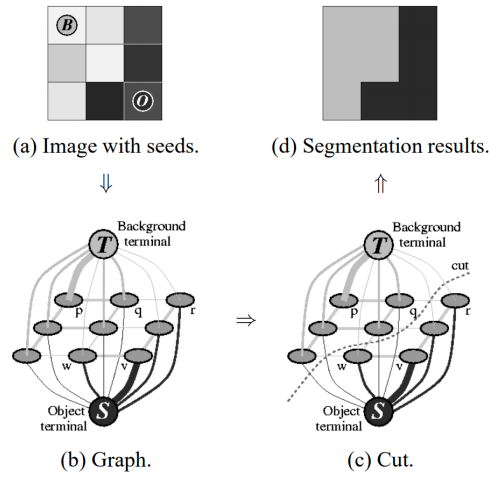 B
O
(a) Image with seeds.
(d) Segmentation results.
⇓
⇑
Background
terminal
T
p
q
r
w
v
Object
terminal
S
(b) Graph.
⇒
Background
terminal
T
cut
p
q
r
w
v
Object
terminal
S
(c) Cut.